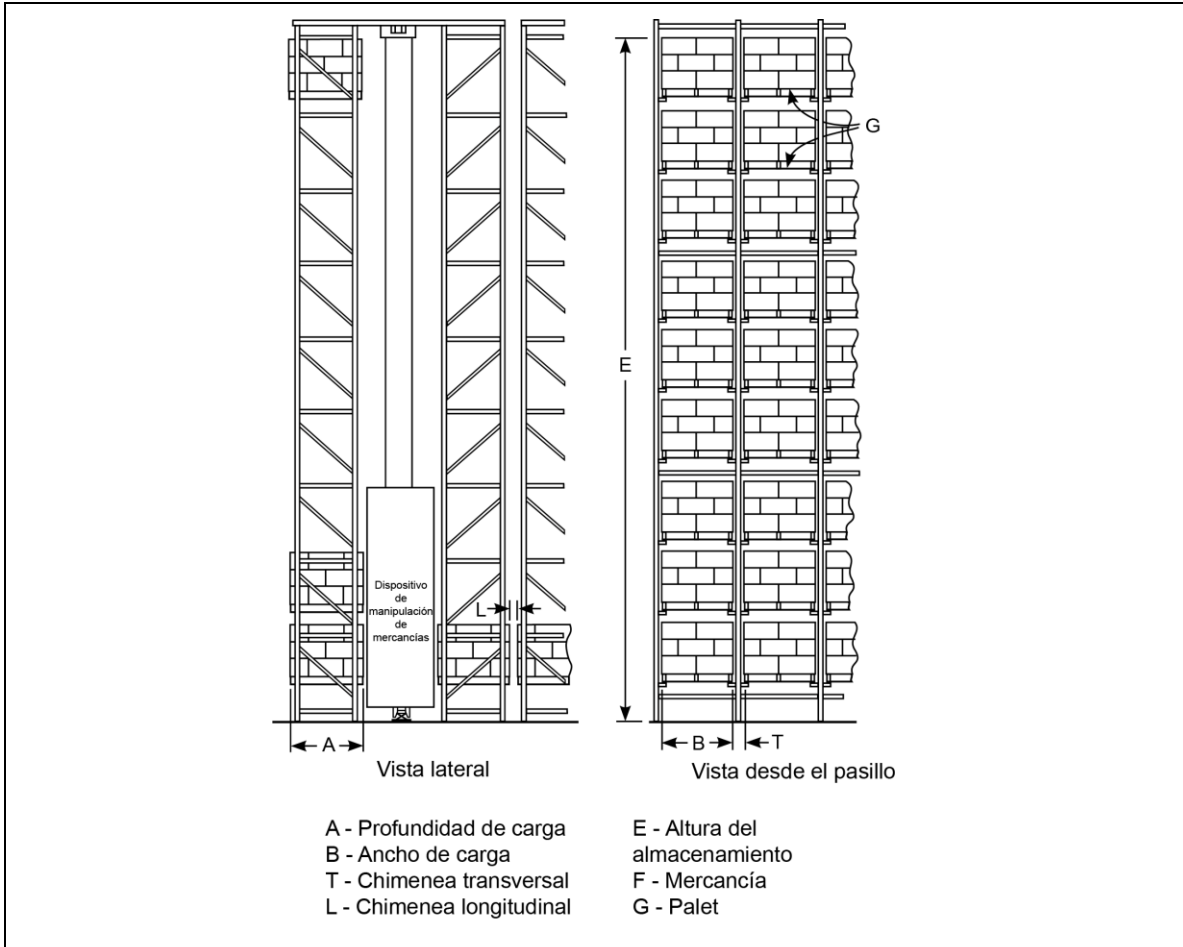 G
E
Dispositivo
de
manipulación
de
mercancías
L
A
B
T
Vista lateral
Vista desde el pasillo
A - Profundidad de carga
B - Ancho de carga
T - Chimenea transversal
L - Chimenea longitudinal
E - Altura del
almacenamiento
F - Mercancía
G - Palet